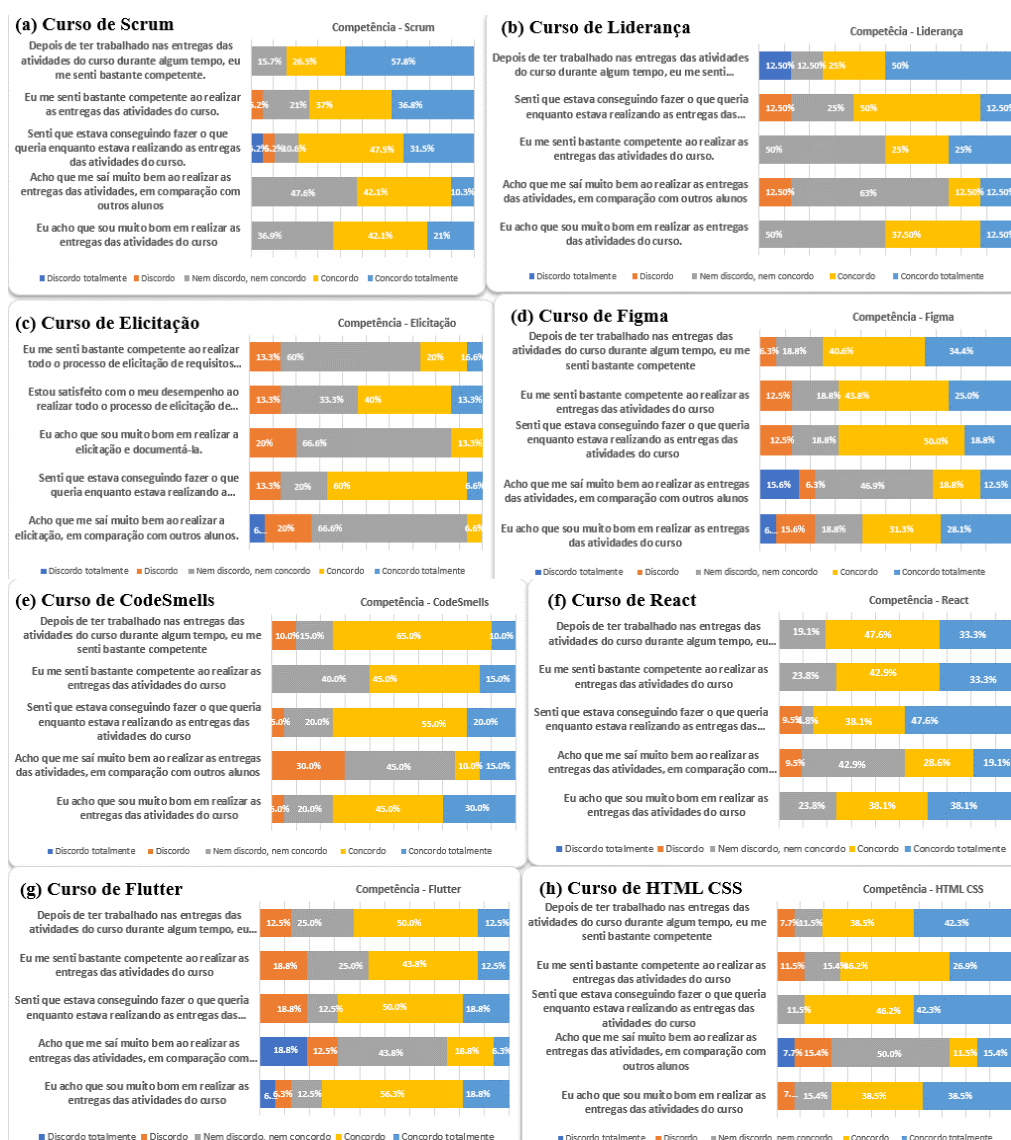 (a) Curso de Scrum
Competência - Scrum
Depois de ter trabalhado nas entregas das
atividades do curso durante algum tempo, eu
me senti bastante competente.
15.7% 26.5% 57.8%
Eu me senti bastante competente ao realizar
as entregas das atividades do curso.
5.2% 21% 37% 36.8%
Senti que estava conseguindo fazer o que
queria enquanto estava realizando as entregas
das atividades do curso.
5.2% 5.2% 10.6% 47.5% 31.5%
Acho que me saí muito bem ao realizar as
entregas das atividades, em comparação com
outros alunos
47.6% 42.1% 10.3%
Eu acho que sou muito bom em realizar as
entregas das atividades do curso
36.9% 42.1% 21%
Discordo totalmente Discordo Nem discordo, nem concordo Concordo Concordo totalmente
(b) Curso de Liderança
Competêcia - Liderança
Depois de ter trabalhado nas entregas das atividades
do curso durante algum tempo, eu me senti...
12.50% 12.50% 25% 50%
Senti que estava conseguindo fazer o que queria
enquanto estava realizando as entregas das...
12.50% 25% 50% 12.50%
Eu me senti bastante competente ao realizar as
entregas das atividades do curso.
50% 25% 25%
Acho que me saí muito bem ao realizar as entregas
das atividades, em comparação com outros alunos
12.50% 63% 12.50% 12.50%
Eu acho que sou muito bom em realizar as entregas
das atividades do curso.
50% 37.50% 12.50%
Discordo totalmente Discordo Nem discordo, nem concordo Concordo Concordo totalmente
(c) Curso de Elicitação
Competência - Elicitação
Eu me senti bastante competente ao realizar
todo o processo de elicitação de requisitos...
13.3% 60% 20% 16.6%
Estou satisfeito com o meu desempenho ao
realizar todo o processo de elicitação de...
13.3% 33.3% 40% 13.3%
Eu acho que sou muito bom em realizar a
elicitação e documentá-la.
20% 66.6% 13.3%
Senti que estava conseguindo fazer o que
queria enquanto estava realizando a...
13.3% 20% 60% 6.6%
Acho que me saí muito bem ao realizar a
elicitação, em comparação com outros alunos.
6... 20% 66.6% 6.6%
Discordo totalmente Discordo Nem discordo, nem concordo Concordo Concordo totalmente
(d) Curso de Figma
Competência - Figma
Depois de ter trabalhado nas entregas das
atividades do curso durante algum tempo, eu me
senti bastante competente
6.3% 18.8% 40.6% 34.4%
Eu me senti bastante competente ao realizar as
entregas das atividades do curso
12.5% 18.8% 43.8% 25.0%
Senti que estava conseguindo fazer o que queria
enquanto estava realizando as entregas das
atividades do curso
12.5% 18.8% 50.0% 18.8%
Acho que me saí muito bem ao realizar as entregas
das atividades, em comparação com outros alunos
15.6% 6.3% 46.9% 18.8% 12.5%
Eu acho que sou muito bom em realizar as entregas
das atividades do curso
6... 15.6% 18.8% 31.3% 28.1%
Discordo totalmente Discordo Nem discordo, nem concordo Concordo Concordo totalmente
(e) Curso de CodeSmells
Competência - CodeSmells
Depois de ter trabalhado nas entregas das
atividades do curso durante algum tempo, eu me
senti bastante competente
10.0% 15.0% 65.0% 10.0%
Eu me senti bastante competente ao realizar as
entregas das atividades do curso
40.0% 45.0% 15.0%
Senti que estava conseguindo fazer o que queria
enquanto estava realizando as entregas das
atividades do curso
5.0% 20.0% 55.0% 20.0%
Acho que me saí muito bem ao realizar as entregas
das atividades, em comparação com outros alunos
30.0% 45.0% 10.0% 15.0%
Eu acho que sou muito bom em realizar as
entregas das atividades do curso
5.0% 20.0% 45.0% 30.0%
Discordo totalmente Discordo Nem discordo, nem concordo Concordo Concordo totalmente
(f) Curso de React
Competência - React
Depois de ter trabalhado nas entregas das
atividades do curso durante algum tempo, eu...
19.1% 47.6% 33.3%
Eu me senti bastante competente ao realizar as
entregas das atividades do curso
23.8% 42.9% 33.3%
Senti que estava conseguindo fazer o que queria
enquanto estava realizando as entregas das...
9.5% 4.8% 38.1% 47.6%
Acho que me saí muito bem ao realizar as
entregas das atividades, em comparação com...
9.5% 42.9% 28.6% 19.1%
Eu acho que sou muito bom em realizar as
entregas das atividades do curso
23.8% 38.1% 38.1%
Discordo totalmente Discordo Nem discordo, nem concordo Concordo Concordo totalmente
(g) Curso de Flutter
Competência - Flutter
Depois de ter trabalhado nas entregas das
atividades do curso durante algum tempo, eu...
12.5% 25.0% 50.0% 12.5%
Eu me senti bastante competente ao realizar as
entregas das atividades do curso
18.8% 25.0% 43.8% 12.5%
Senti que estava conseguindo fazer o que queria
enquanto estava realizando as entregas das...
18.8% 12.5% 50.0% 18.8%
Acho que me saí muito bem ao realizar as
entregas das atividades, em comparação com...
18.8% 12.5% 43.8% 18.8% 6.3%
Eu acho que sou muito bom em realizar as
entregas das atividades do curso
6... 6.3% 12.5% 56.3% 18.8%
Discordo totalmente Discordo Nem discordo, nem concordo Concordo Concordo totalmente
(h) Curso de HTML CSS
Competência - HTML CSS
Depois de ter trabalhado nas entregas das
atividades do curso durante algum tempo, eu me
senti bastante competente
7.7% 11.5% 38.5% 42.3%
Eu me senti bastante competente ao realizar as
entregas das atividades do curso
11.5% 15.4% 46.2% 26.9%
Senti que estava conseguindo fazer o que queria
enquanto estava realizando as entregas das
atividades do curso
11.5% 46.2% 42.3%
Acho que me saí muito bem ao realizar as
entregas das atividades, em comparação com
outros alunos
7.7% 15.4% 50.0% 11.5% 15.4%
Eu acho que sou muito bom em realizar as
entregas das atividades do curso
7... 15.4% 38.5% 38.5%
Discordo totalmente Discordo Nem discordo, nem concordo Concordo Concordo totalmente